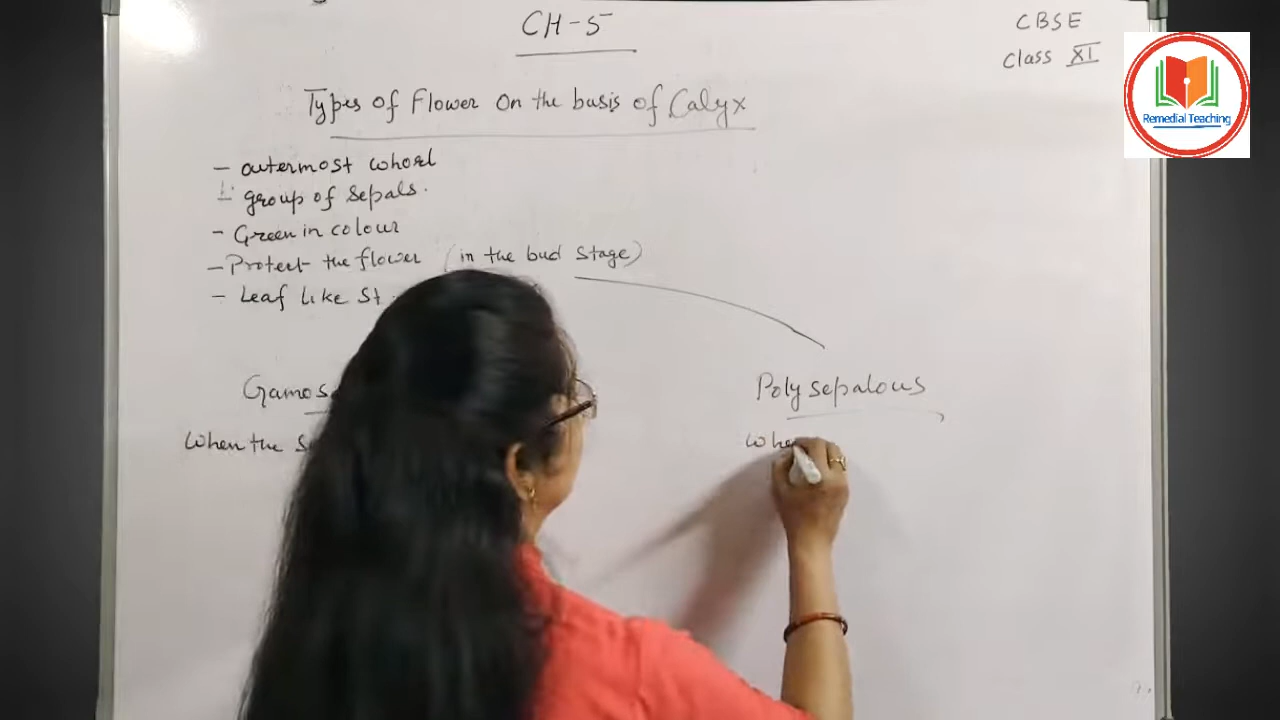 CH-5
CBSE
Class XI
Remedial Teaching
Types of Flower On the basis of Calyx
- outermost whorl
- group of sepals.
- Green in colour
- Protect the flower (in the bud stage)
- Leaf like St
Gamos
Polysepalous
When the S
Whe